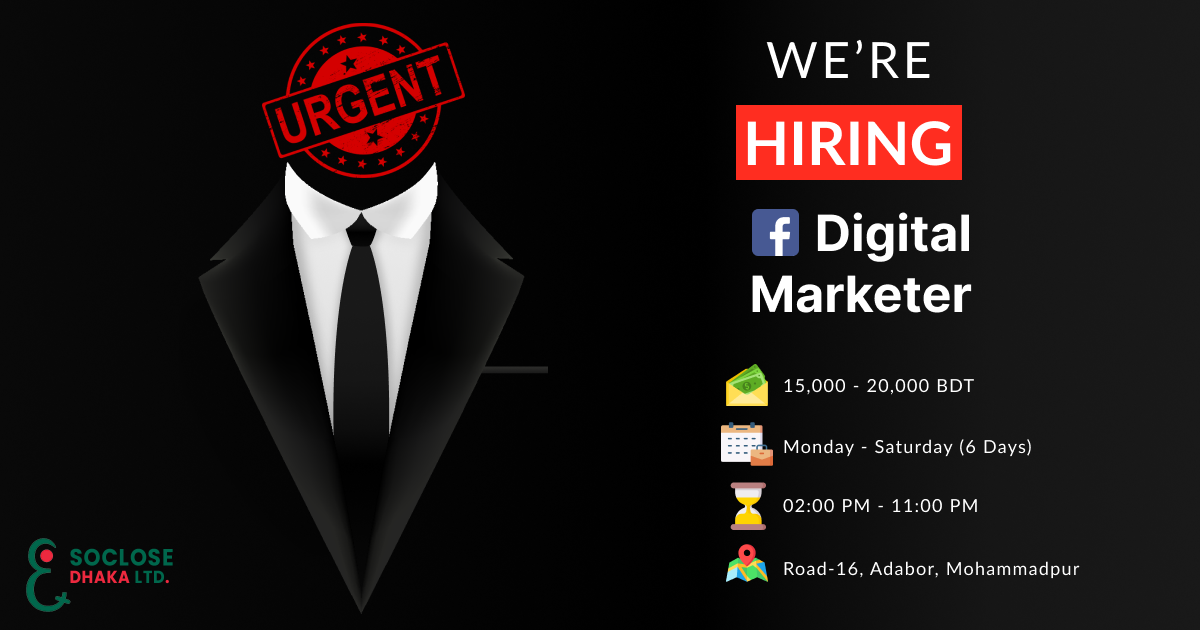 URGENT
WE’RE
HIRING
Digital
Marketer
15,000 - 20,000 BDT
Monday - Saturday (6 Days)
02:00 PM - 11:00 PM
Road-16, Adabor, Mohammadpur
SOCLOSE
DHAKA LTD.